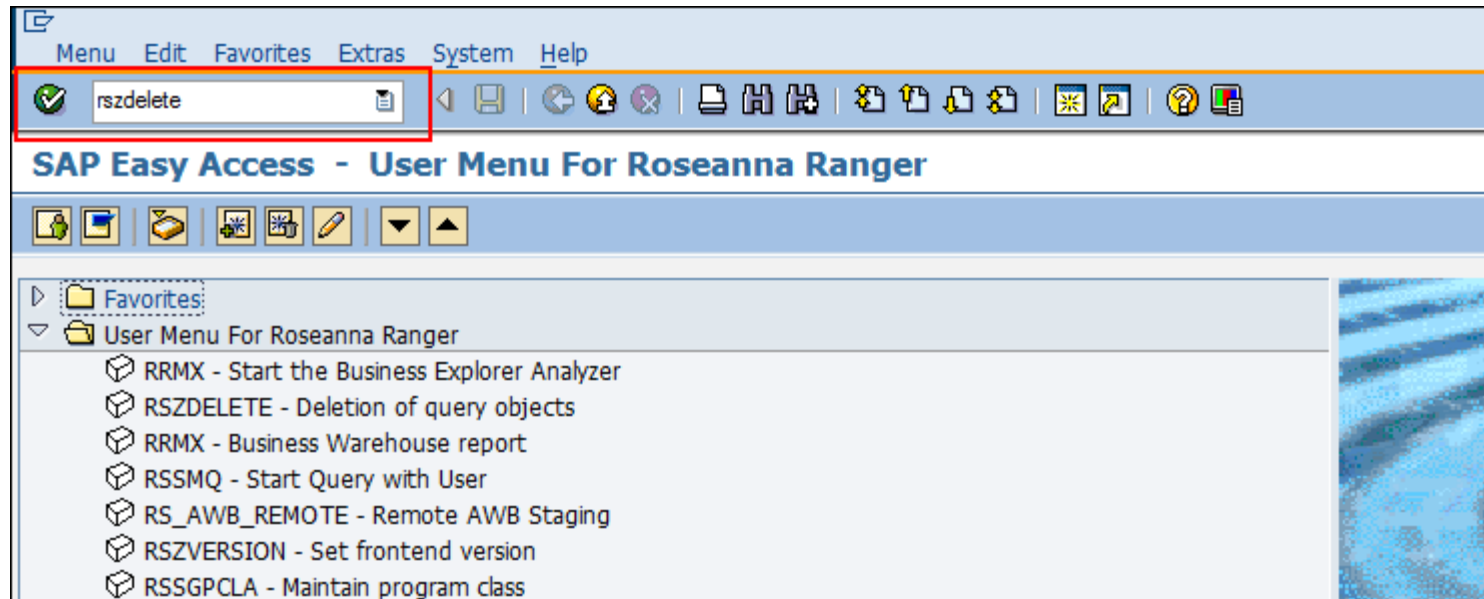 Menu Edit Favorites Extras System Help
rszdelete
SAP Easy Access - User Menu For Roseanna Ranger
Favorites
User Menu For Roseanna Ranger
RRMX - Start the Business Explorer Analyzer
RSZDELETE - Deletion of query objects
RRMX - Business Warehouse report
RSSMQ - Start Query with User
RS_AWB_REMOTE - Remote AWB Staging
RSZVERSION - Set frontend version
RSSGPCLA - Maintain program class